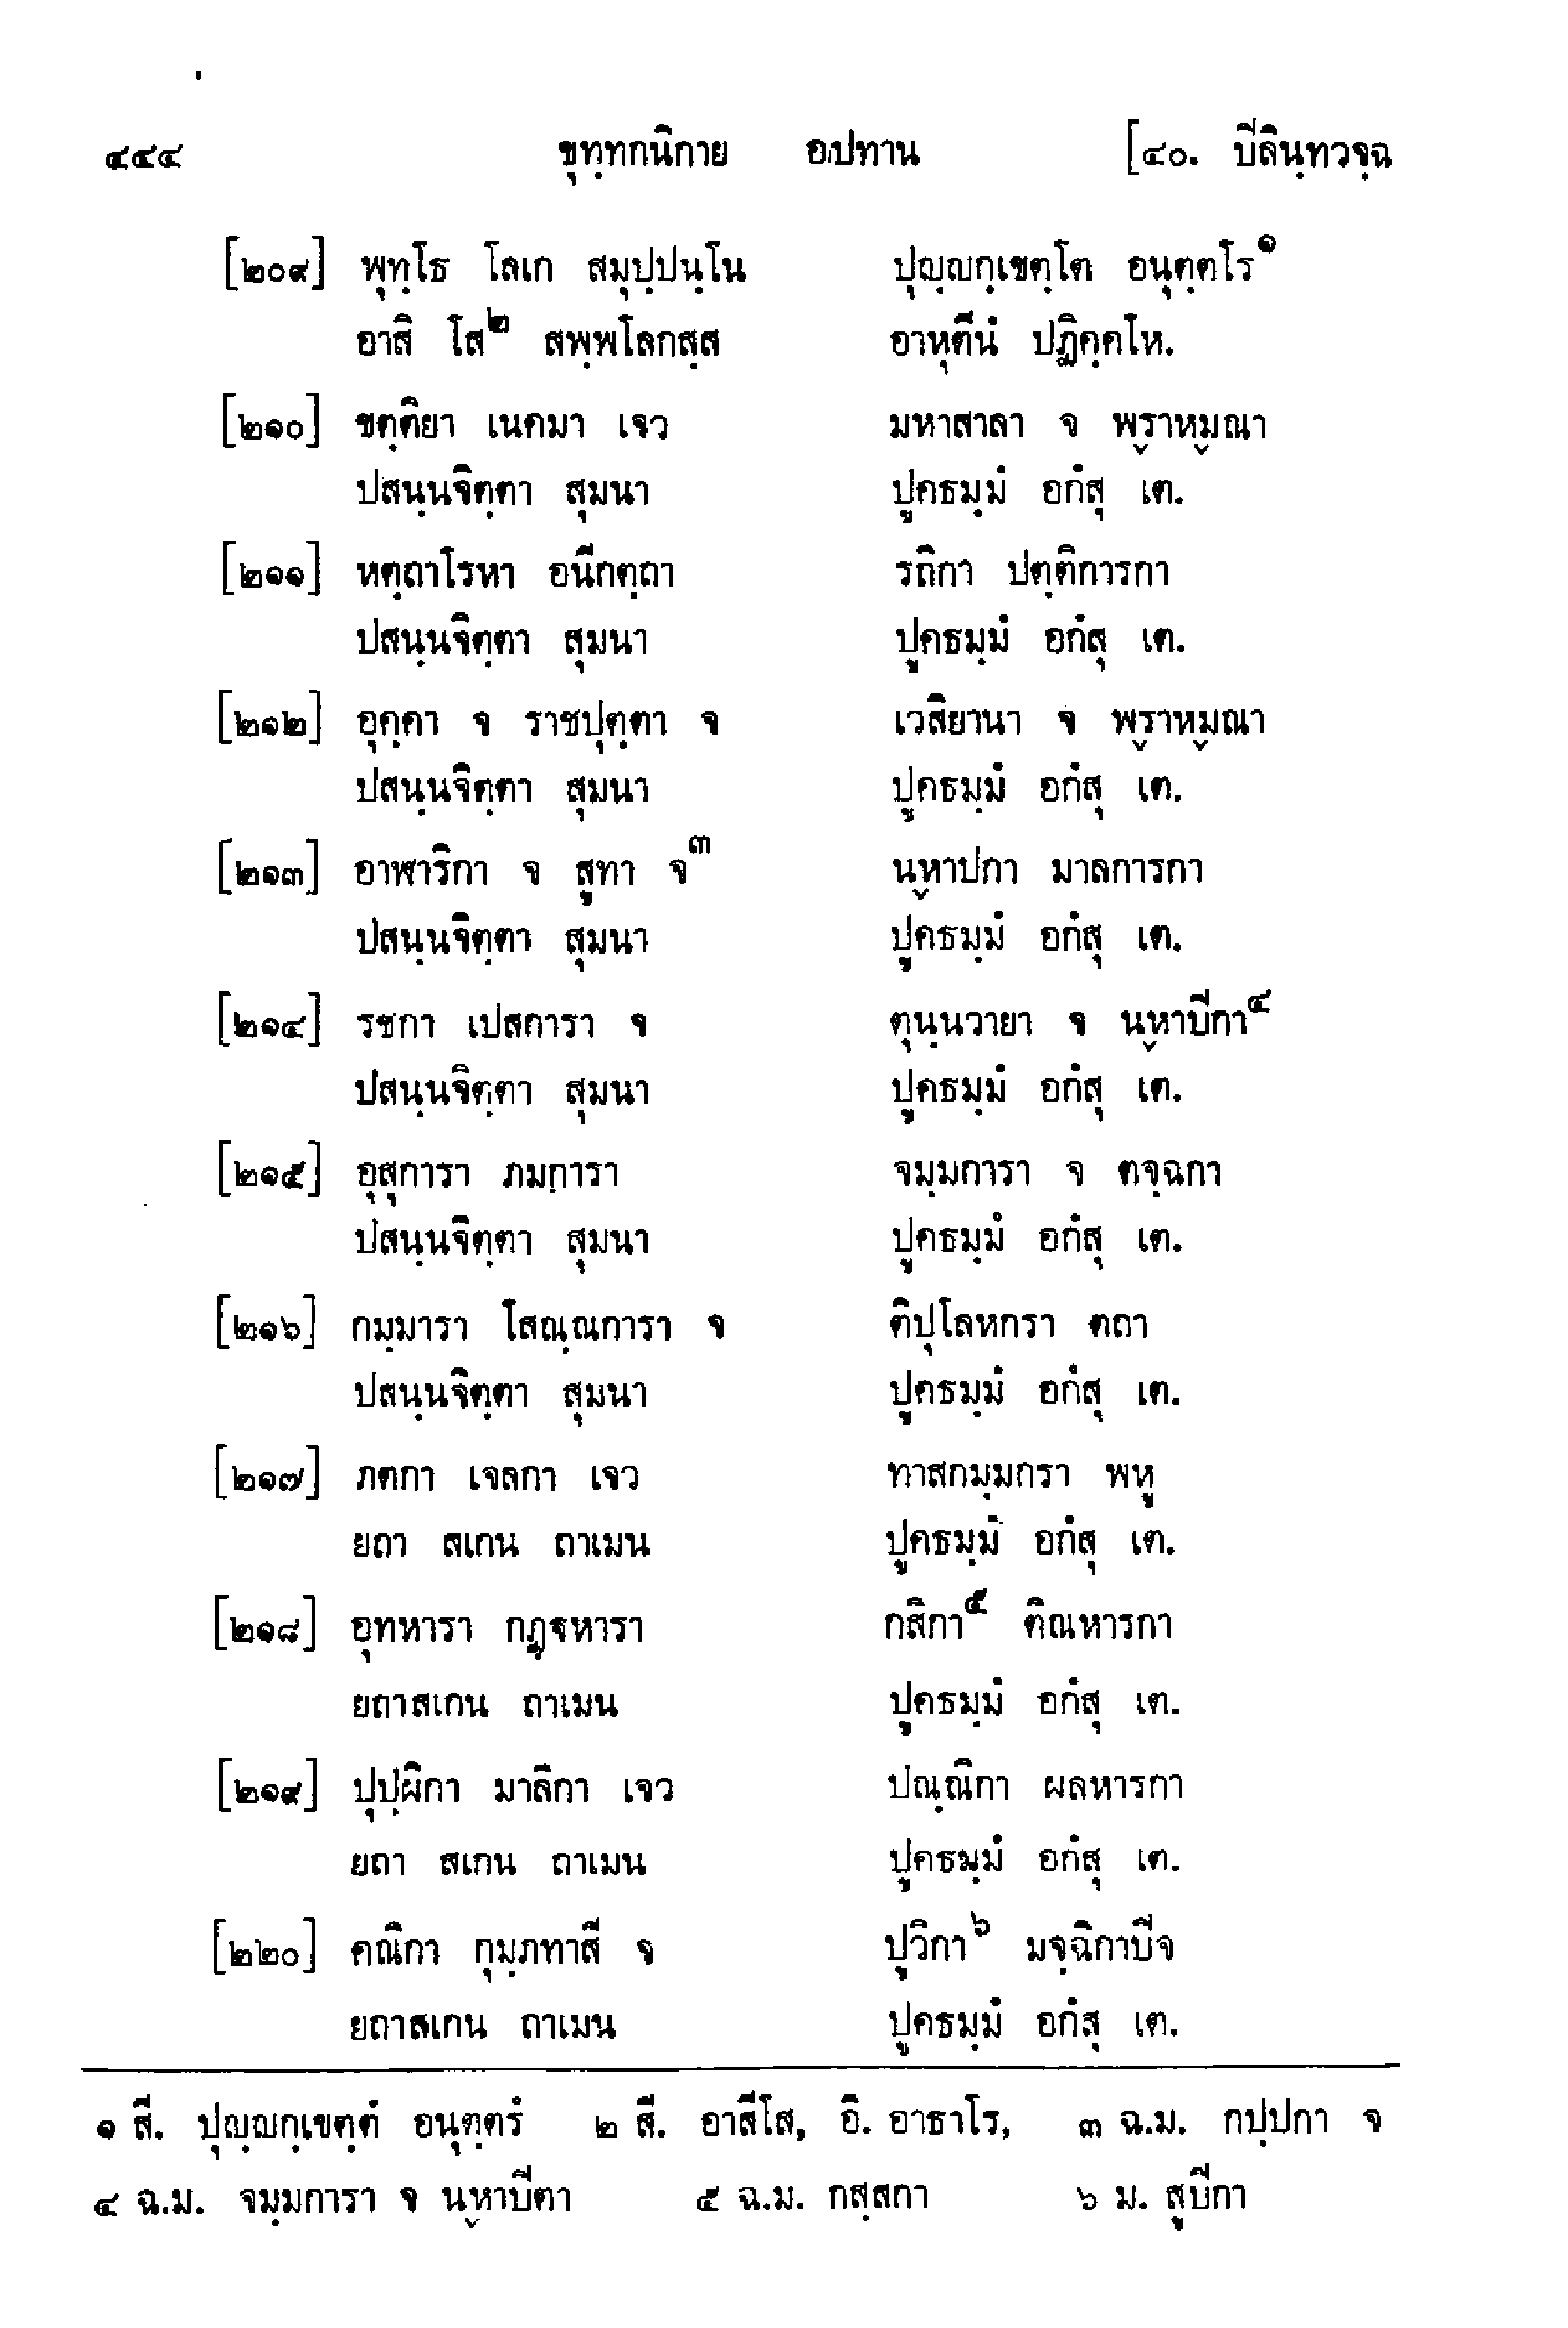 ๔๕๔ ขุทฺทกนิกาย อปทาน [๔๐. ปิลินฺทวจฺฉ
[๒๐๙] พุทฺโธ โลเก สมุปฺปนฺโน ปุญฺญกฺเขตฺโต อนุตฺตโร๑
อาสิ โส๒ สพฺพโลกสฺส อาหุตีนํ ปฏิคฺคโห.
[๒๑๐] ขตฺติยา เนคมา เจว มหาสาลา จ พฺราหฺมณา
ปสนฺนจิตฺตา สุมนา ปูคธมฺมํ อกํสุ เต.
[๒๑๑] หตฺถาโรหา อนีกตฺถา รถิกา ปตฺติการกา
ปสนฺนจิตฺตา สุมนา ปูคธมฺมํ อกํสุ เต.
[๒๑๒] อุคฺคา จ ราชปุตฺตา จ เวสิยานา จ พฺราหฺมณา
ปสนฺนจิตฺตา สุมนา ปูคธมฺมํ อกํสุ เต.
[๒๑๓] อาฬาริกา จ สูทา จ๓ นฺหาปกา มาลการกา
ปสนฺนจิตฺตา สุมนา ปูคธมฺมํ อกํสุ เต.
[๒๑๔] รชกา เปสการา จ ตุนฺนวายา จ นฺหาปิกา๔
ปสนฺนจิตฺตา สุมนา ปูคธมฺมํ อกํสุ เต.
[๒๑๕] อุสุการา ภมฺการา จมฺมการา จ ตจฺฉกา
ปสนฺนจิตฺตา สุมนา ปูคธมฺมํ อกํสุ เต.
[๒๑๖] กมฺมารา โสณฺณการา จ ติปุโลหกรา ตถา
ปสนฺนจิตฺตา สุมนา ปูคธมฺมํ อกํสุ เต.
[๒๑๗] ภตกา เจลกา เจว ทาสกมฺมกรา พหู
ยถา สเกน ถาเมน ปูคธมฺมํ อกํสุ เต.
[๒๑๘] อุทหารา กฏฺฐหารา กสิกา๕ ติณหารกา
ยถาสเกน ถาเมน ปูคธมฺมํ อกํสุ เต.
[๒๑๙] ปุปฺผิกา มาลิกา เจว ปณฺณิกา ผลหารกา
ยถา สเกน ถาเมน ปูคธมฺมํ อกํสุ เต.
[๒๒๐] คณิกา กุมฺภทาสี จ ปูวิกา๖ มจฺฉิกาปิจ
ยถาสเกน ถาเมน ปูคธมฺมํ อกํสุ เต.
๑ สี. ปุญฺญกฺเขตฺตํ อนุตฺตรํ ๒ สี. อาสีโส, อิ. อาธาโร, ๓ ฉ.ม. กปฺปกา จ
๔ ฉ.ม. จมฺมการา จ นฺหาปิตา ๕ ฉ.ม. กสฺสกา ๖ ม. สูปิกา